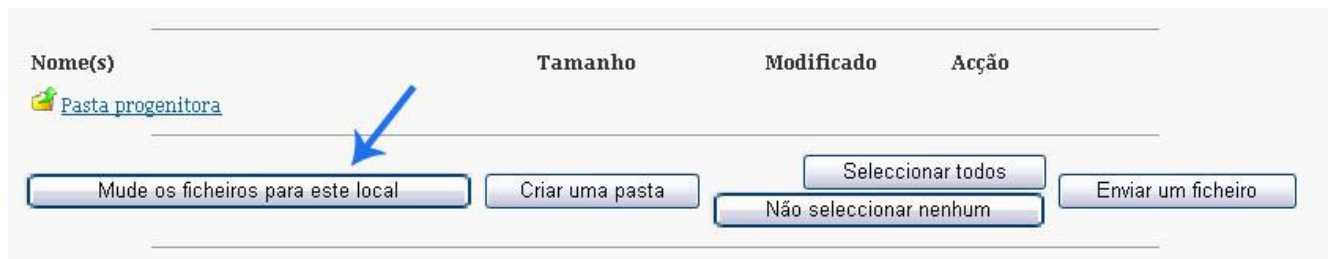 Nome(s) Tamanho Modificado Acção
Pasta progenitora
Mude os ficheiros para este local Criar uma pasta Seleccionar todos Enviar um ficheiro
Não seleccionar nenhum